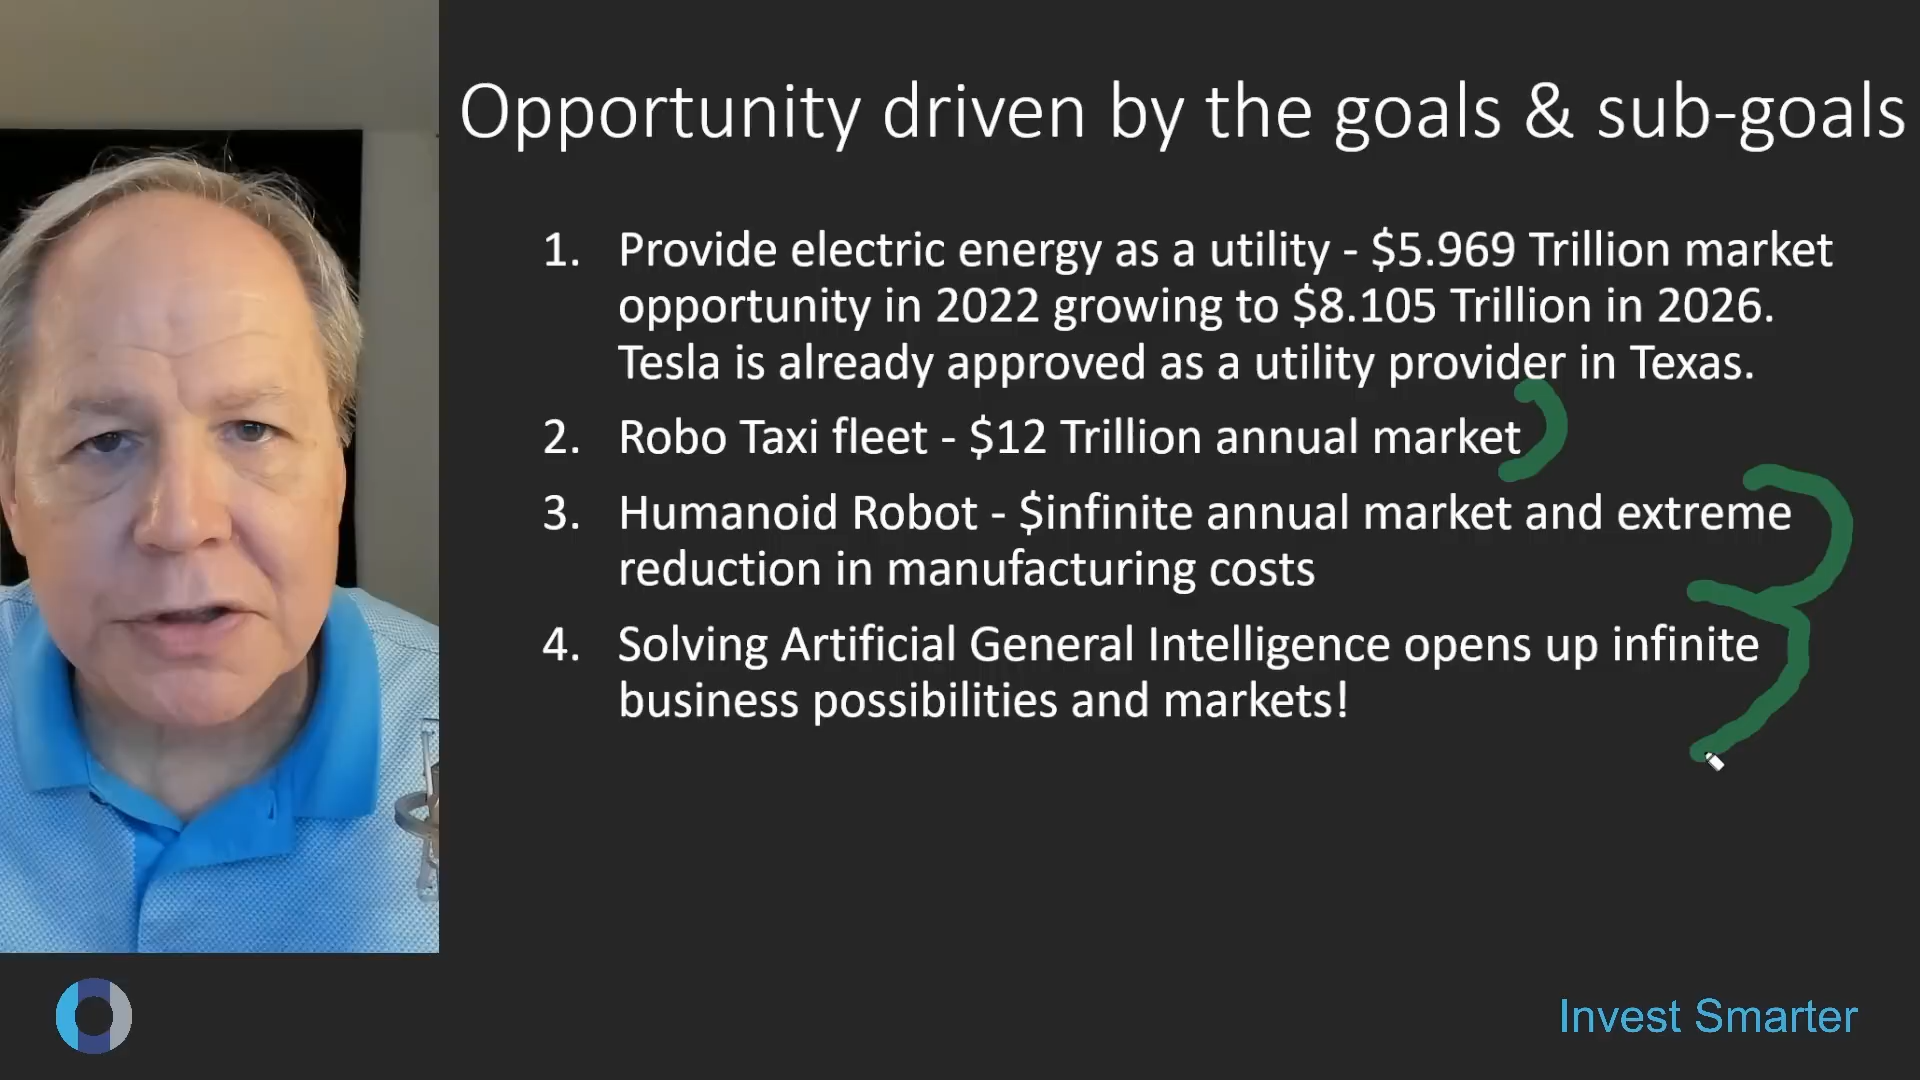 Opportunity driven by the goals & sub-goals
1. Provide electric energy as a utility - $5.969 Trillion market
opportunity in 2022 growing to $8.105 Trillion in 2026.
Tesla is already approved as a utility provider in Texas.
2. Robo Taxi fleet - $12 Trillion annual market
3. Humanoid Robot - $infinite annual market and extreme
reduction in manufacturing costs
4. Solving Artificial General Intelligence opens up infinite
business possibilities and markets!
Invest Smarter